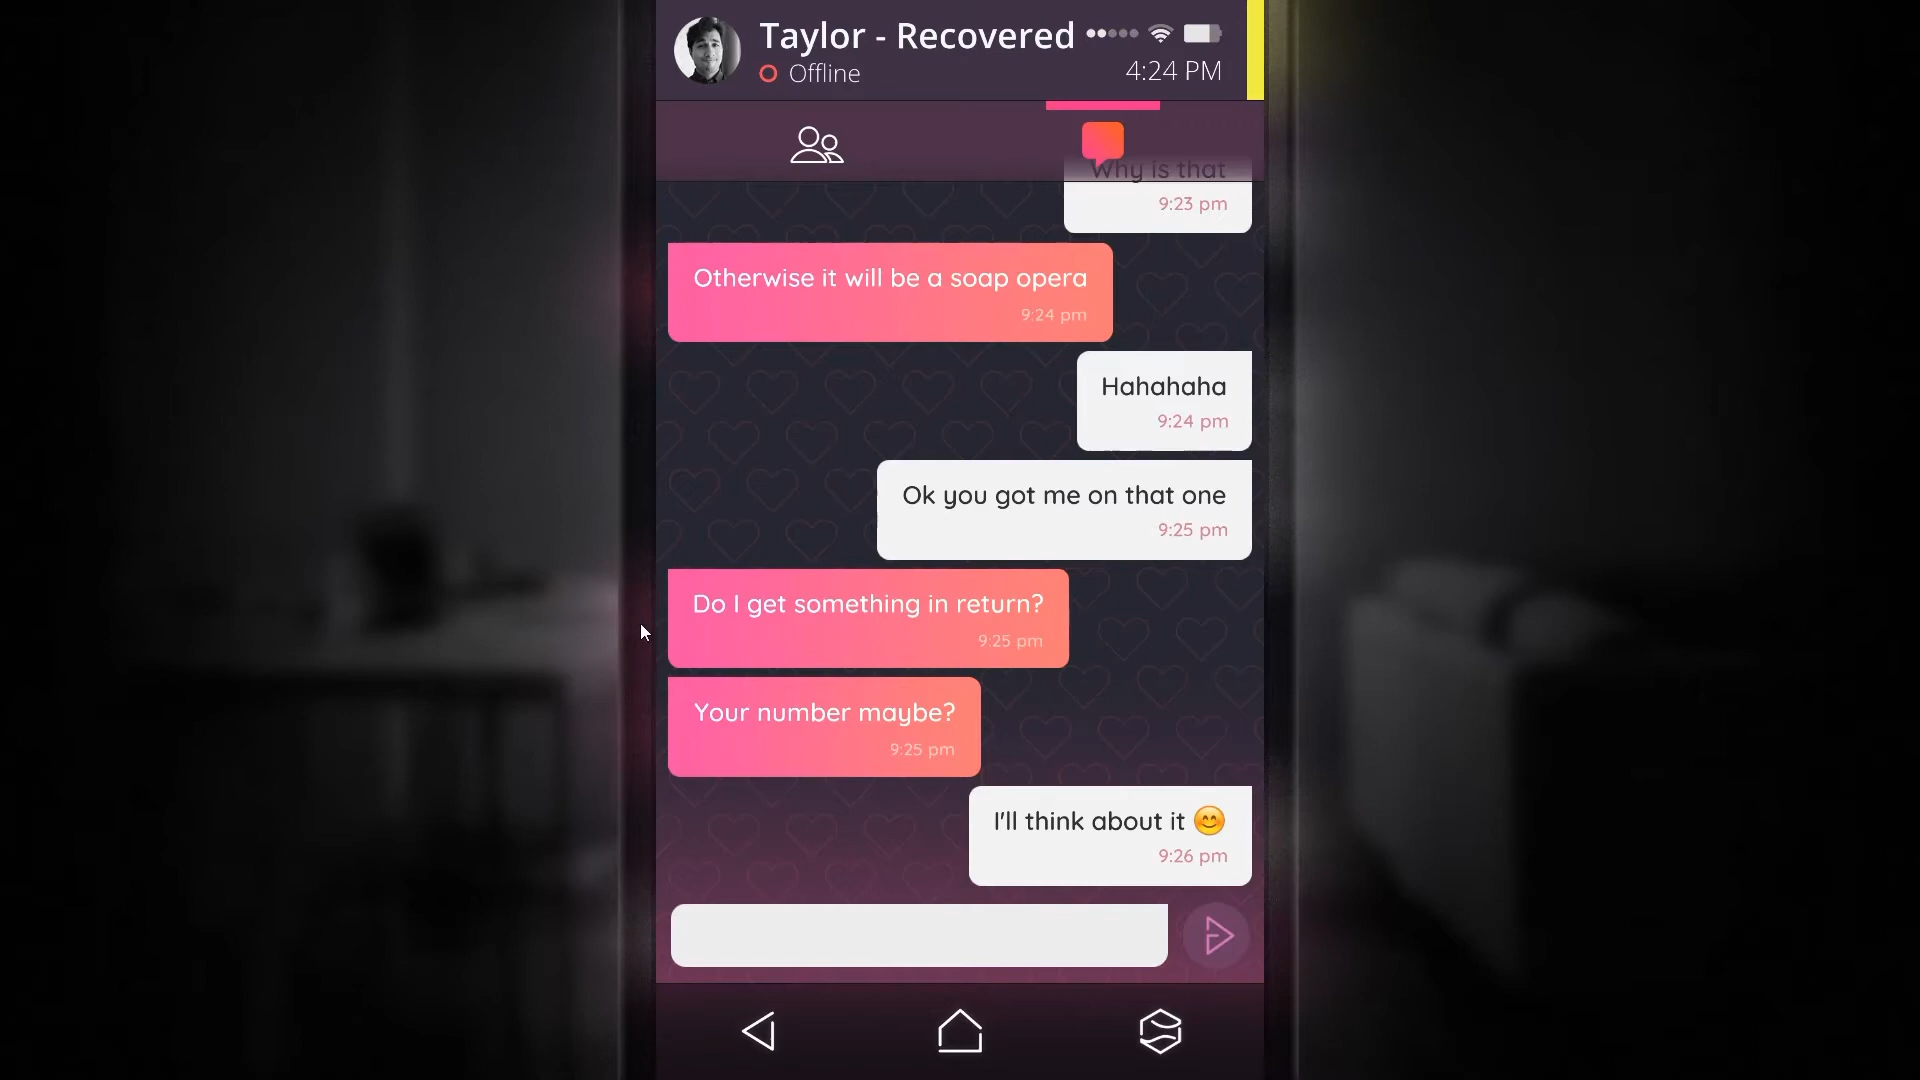 Taylor - Recovered
Offline
4:24 PM
Why is that
9:23 pm
Otherwise it will be a soap opera
9:24 pm
Hahahaha
9:24 pm
Ok you got me on that one
9:25 pm
Do I get something in return?
9:25 pm
Your number maybe?
9:25 pm
I'll think about it 😊
9:26 pm